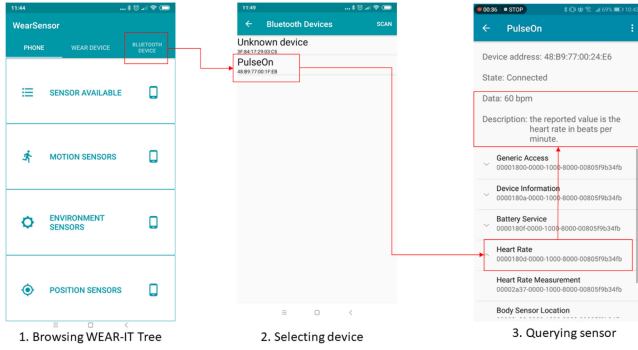 11:44
WearSensor
PHONE
WEAR DEVICE
BLUETOOTH
DEVICE
SENSOR AVAILABLE
MOTION SENSORS
ENVIRONMENT
SENSORS
POSITION SENSORS
1. Browsing WEAR-IT Tree
11:49
Bluetooth Devices
SCAN
Unknown device
PulseOn
48:B9:77:00:1F:EB
2. Selecting device
00:36 STOP
PulseOn
Device address: 48:B9:77:00:24:E6
State: Connected
Data: 60 bpm
Description: the reported value is the
heart rate in beats per
minute.
Generic Access
00001800-0000-1000-8000-00805f9b34fb
Device Information
0000180a-0000-1000-8000-00805f9b34fb
Battery Service
0000180f-0000-1000-8000-00805f9b34fb
Heart Rate
0000180d-0000-1000-8000-00805f9b34fb
Heart Rate Measurement
00002a37-0000-1000-8000-00805f9b34fb
Body Sensor Location
3. Querying sensor